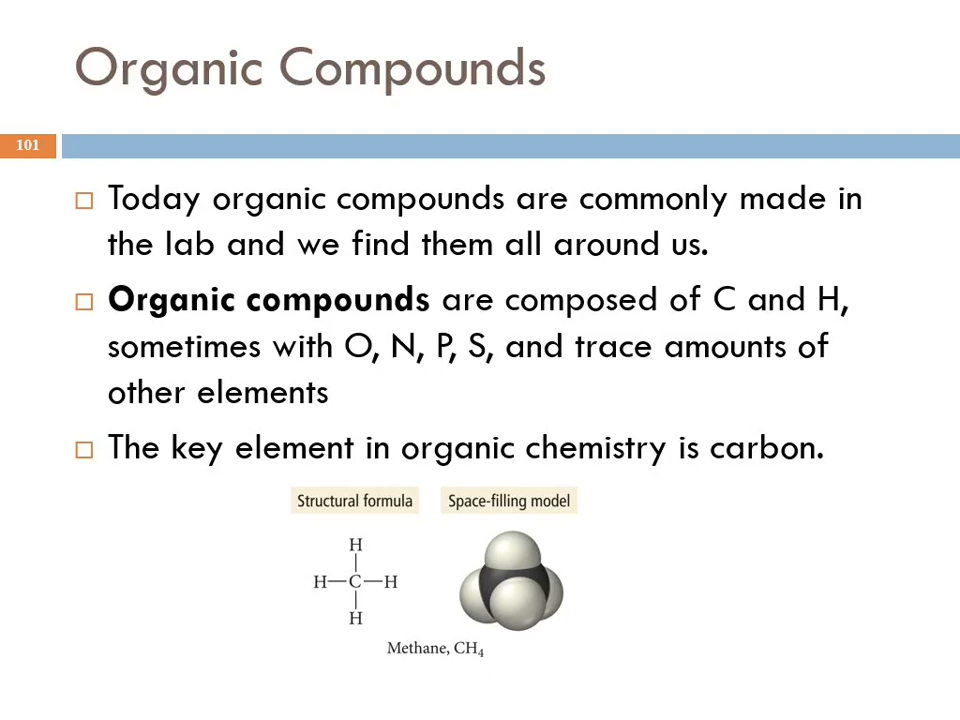 Organic Compounds
101
Today organic compounds are commonly made in
the lab and we find them all around us.
Organic compounds are composed of C and H,
sometimes with O, N, P, S, and trace amounts of
other elements
The key element in organic chemistry is carbon.
Structural formula Space-filling model
H
H—C—H
H
Methane, CH₄